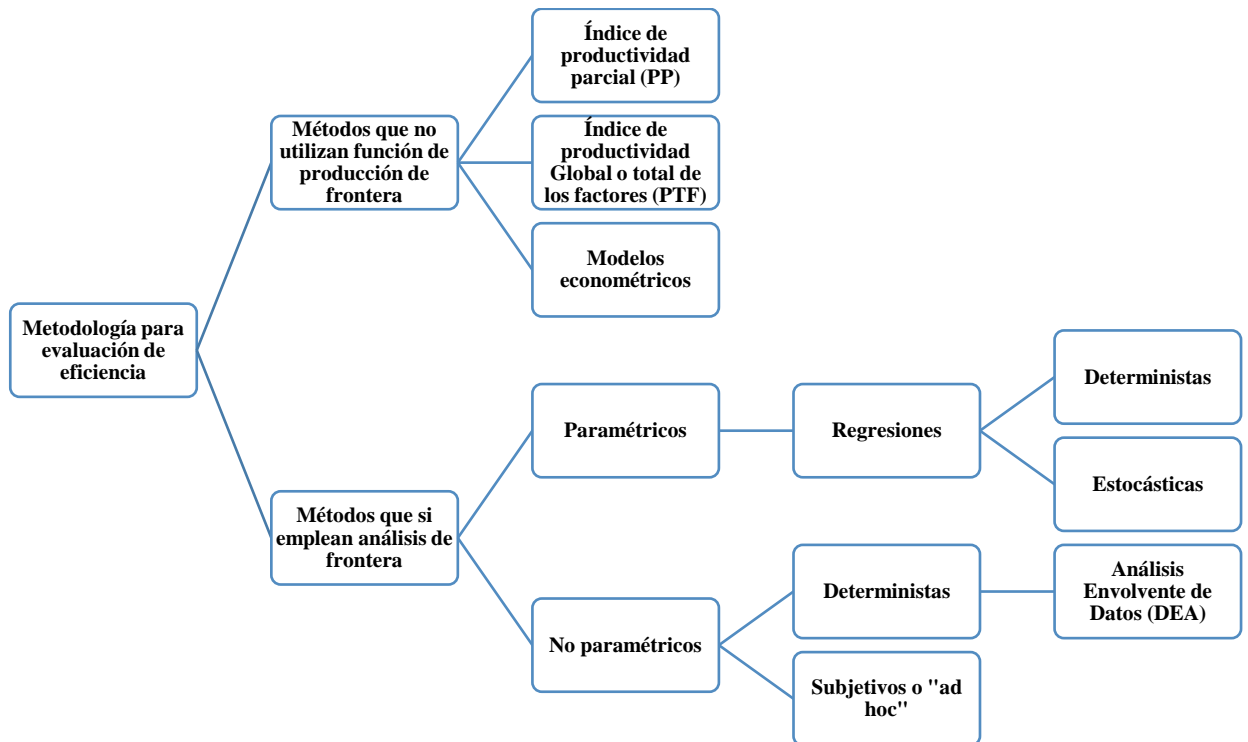 Índice de
productividad
parcial (PP)
Métodos que no
utilizan función de
producción de
frontera
Índice de
productividad
Global o total de
los factores (PTF)
Modelos
econométricos
Metodología para
evaluación de
eficiencia
Métodos que si
emplean análisis de
frontera
Paramétricos
Regresiones
Deterministas
Estocásticas
No paramétricos
Deterministas
Análisis
Envolvente de
Datos (DEA)
Subjetivos o "ad
hoc"